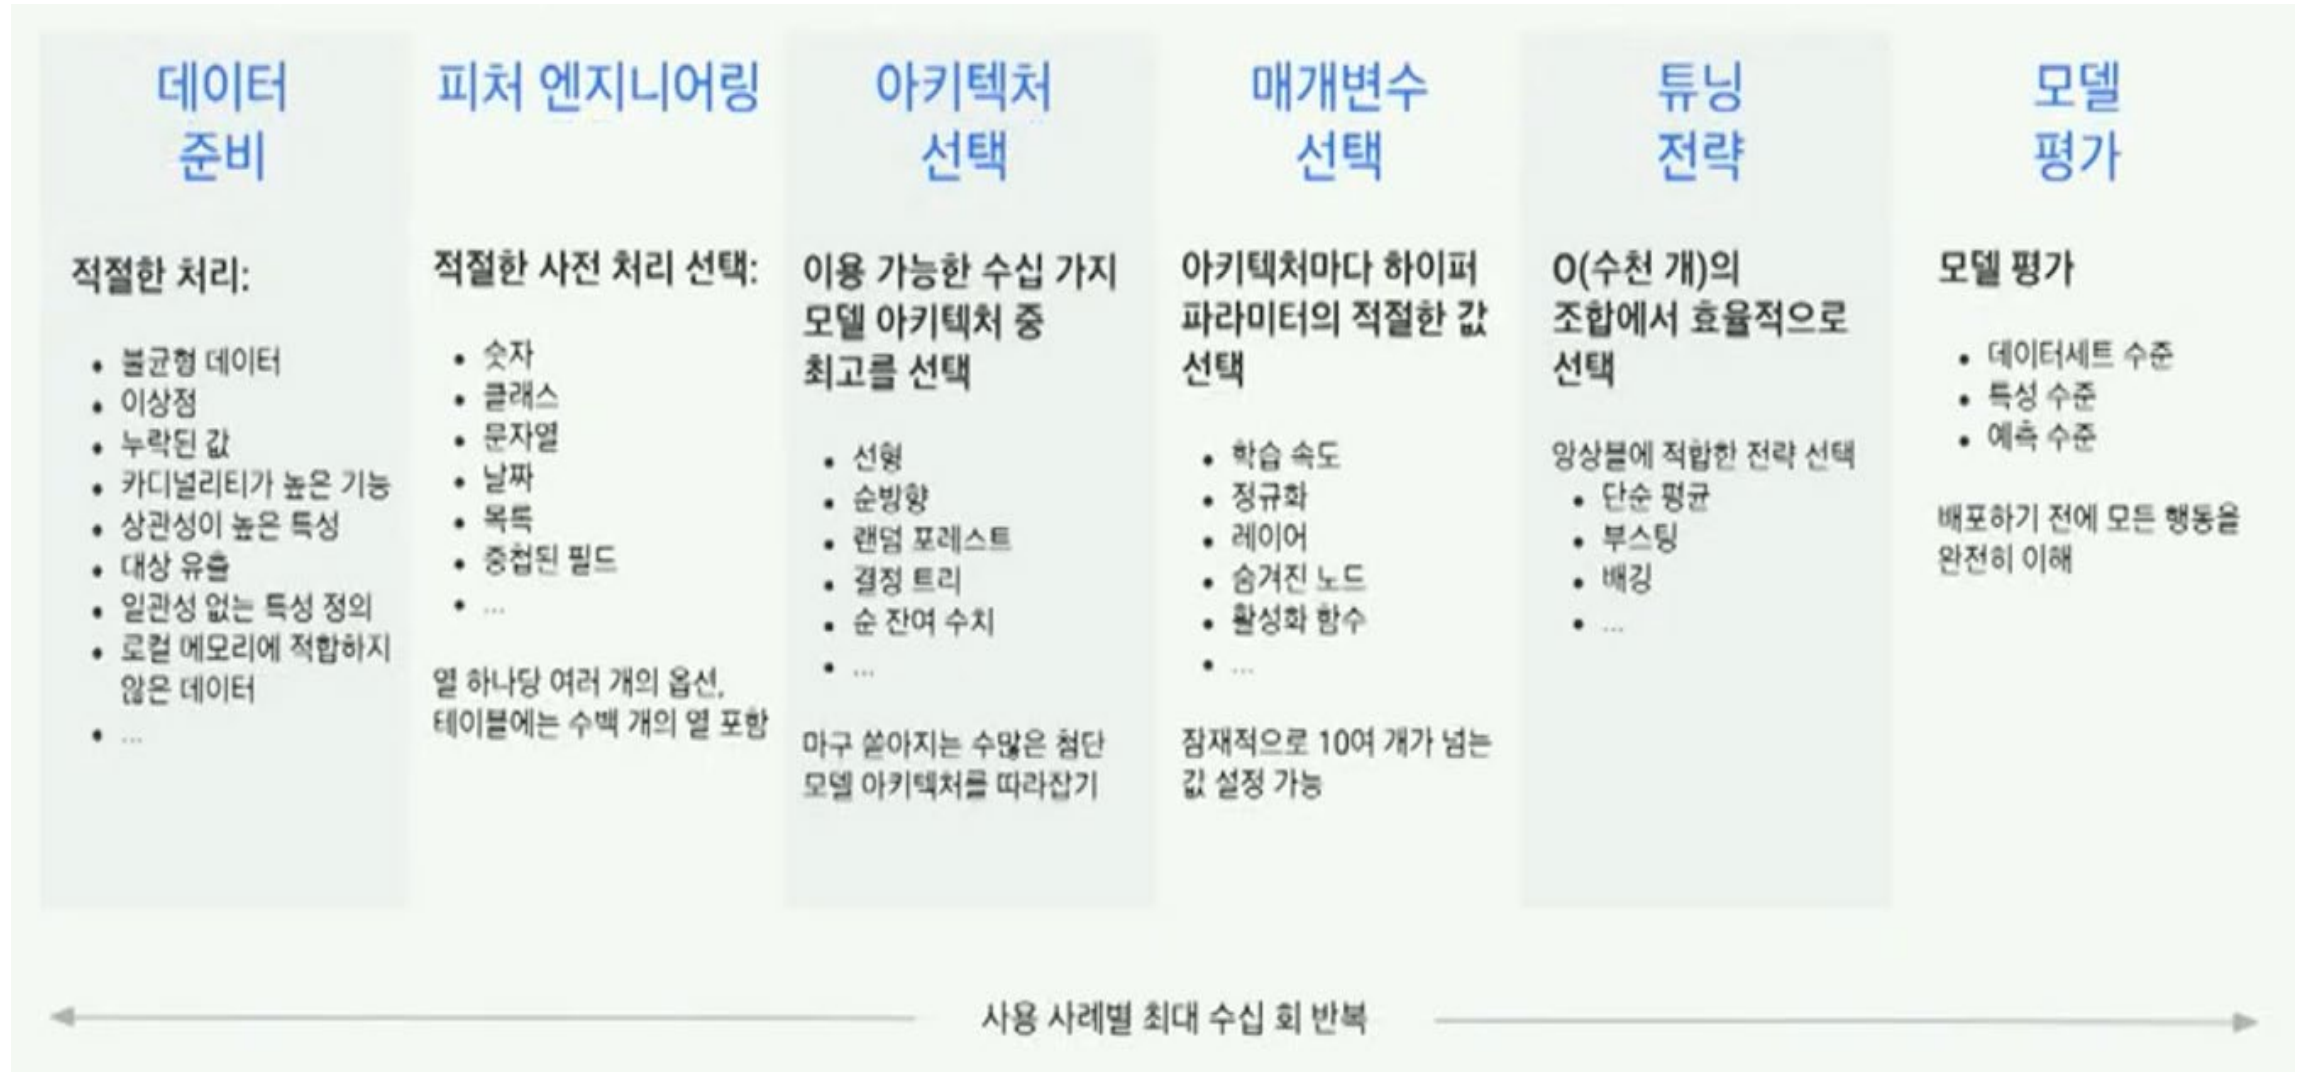 데이터
준비
적절한 처리:
• 불균형 데이터
• 이상점
• 누락된 값
• 카디널리티가 높은 기능
• 상관성이 높은 특성
• 대상 유출
• 일관성 없는 특성 정의
• 로컬 메모리에 적합하지
않은 데이터
• ...
피처 엔지니어링
적절한 사전 처리 선택:
• 숫자
• 클래스
• 문자열
• 날짜
• 목록
• 중첩된 필드
• ...
열 하나당 여러 개의 옵션,
테이블에는 수백 개의 열 포함
아키텍처
선택
이용 가능한 수십 가지
모델 아키텍처 중
최고를 선택
• 선형
• 순방향
• 랜덤 포레스트
• 결정 트리
• 순 잔여 수치
• ...
마구 쏟아지는 수많은 첨단
모델 아키텍처를 따라잡기
매개변수
선택
아키텍처마다 하이퍼
파라미터의 적절한 값
선택
• 학습 속도
• 정규화
• 레이어
• 숨겨진 노드
• 활성화 함수
• ...
잠재적으로 10여 개가 넘는
값 설정 가능
튜닝
전략
O(수천 개)의
조합에서 효율적으로
선택
앙상블에 적합한 전략 선택
• 단순 평균
• 부스팅
• 배깅
• ...
모델
평가
모델 평가
• 데이터세트 수준
• 특성 수준
• 예측 수준
배포하기 전에 모든 행동을
완전히 이해
사용 사례별 최대 수십 회 반복